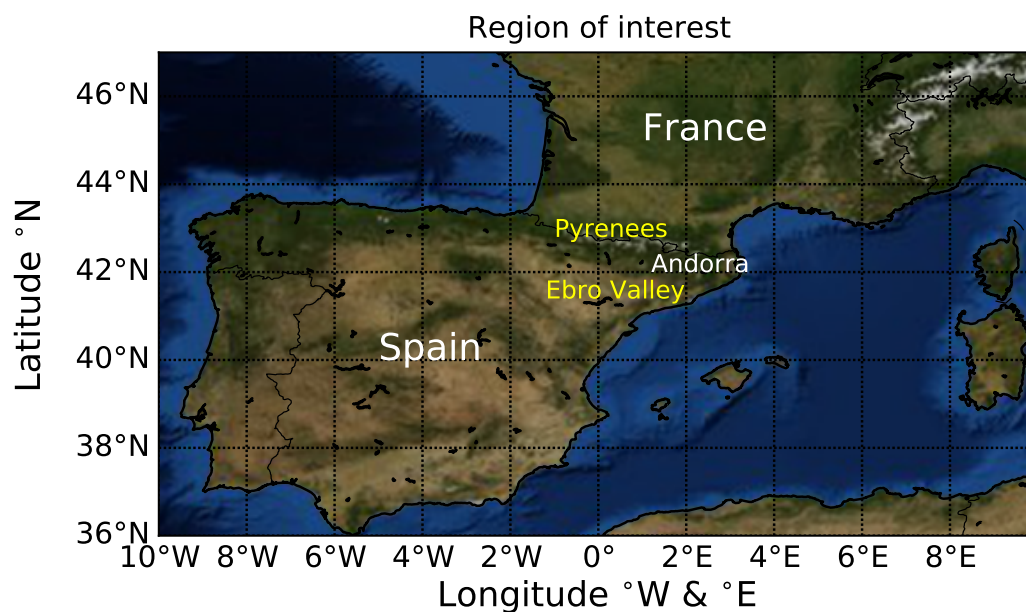 Region of interest
46°N
44°N
42°N
40°N
38°N
36°N
Latitude °N
France
Pyrenees
Andorra
Ebro Valley
Spain
10°W 8°W 6°W 4°W 2°W 0° 2°E 4°E 6°E 8°E
Longitude °W & °E